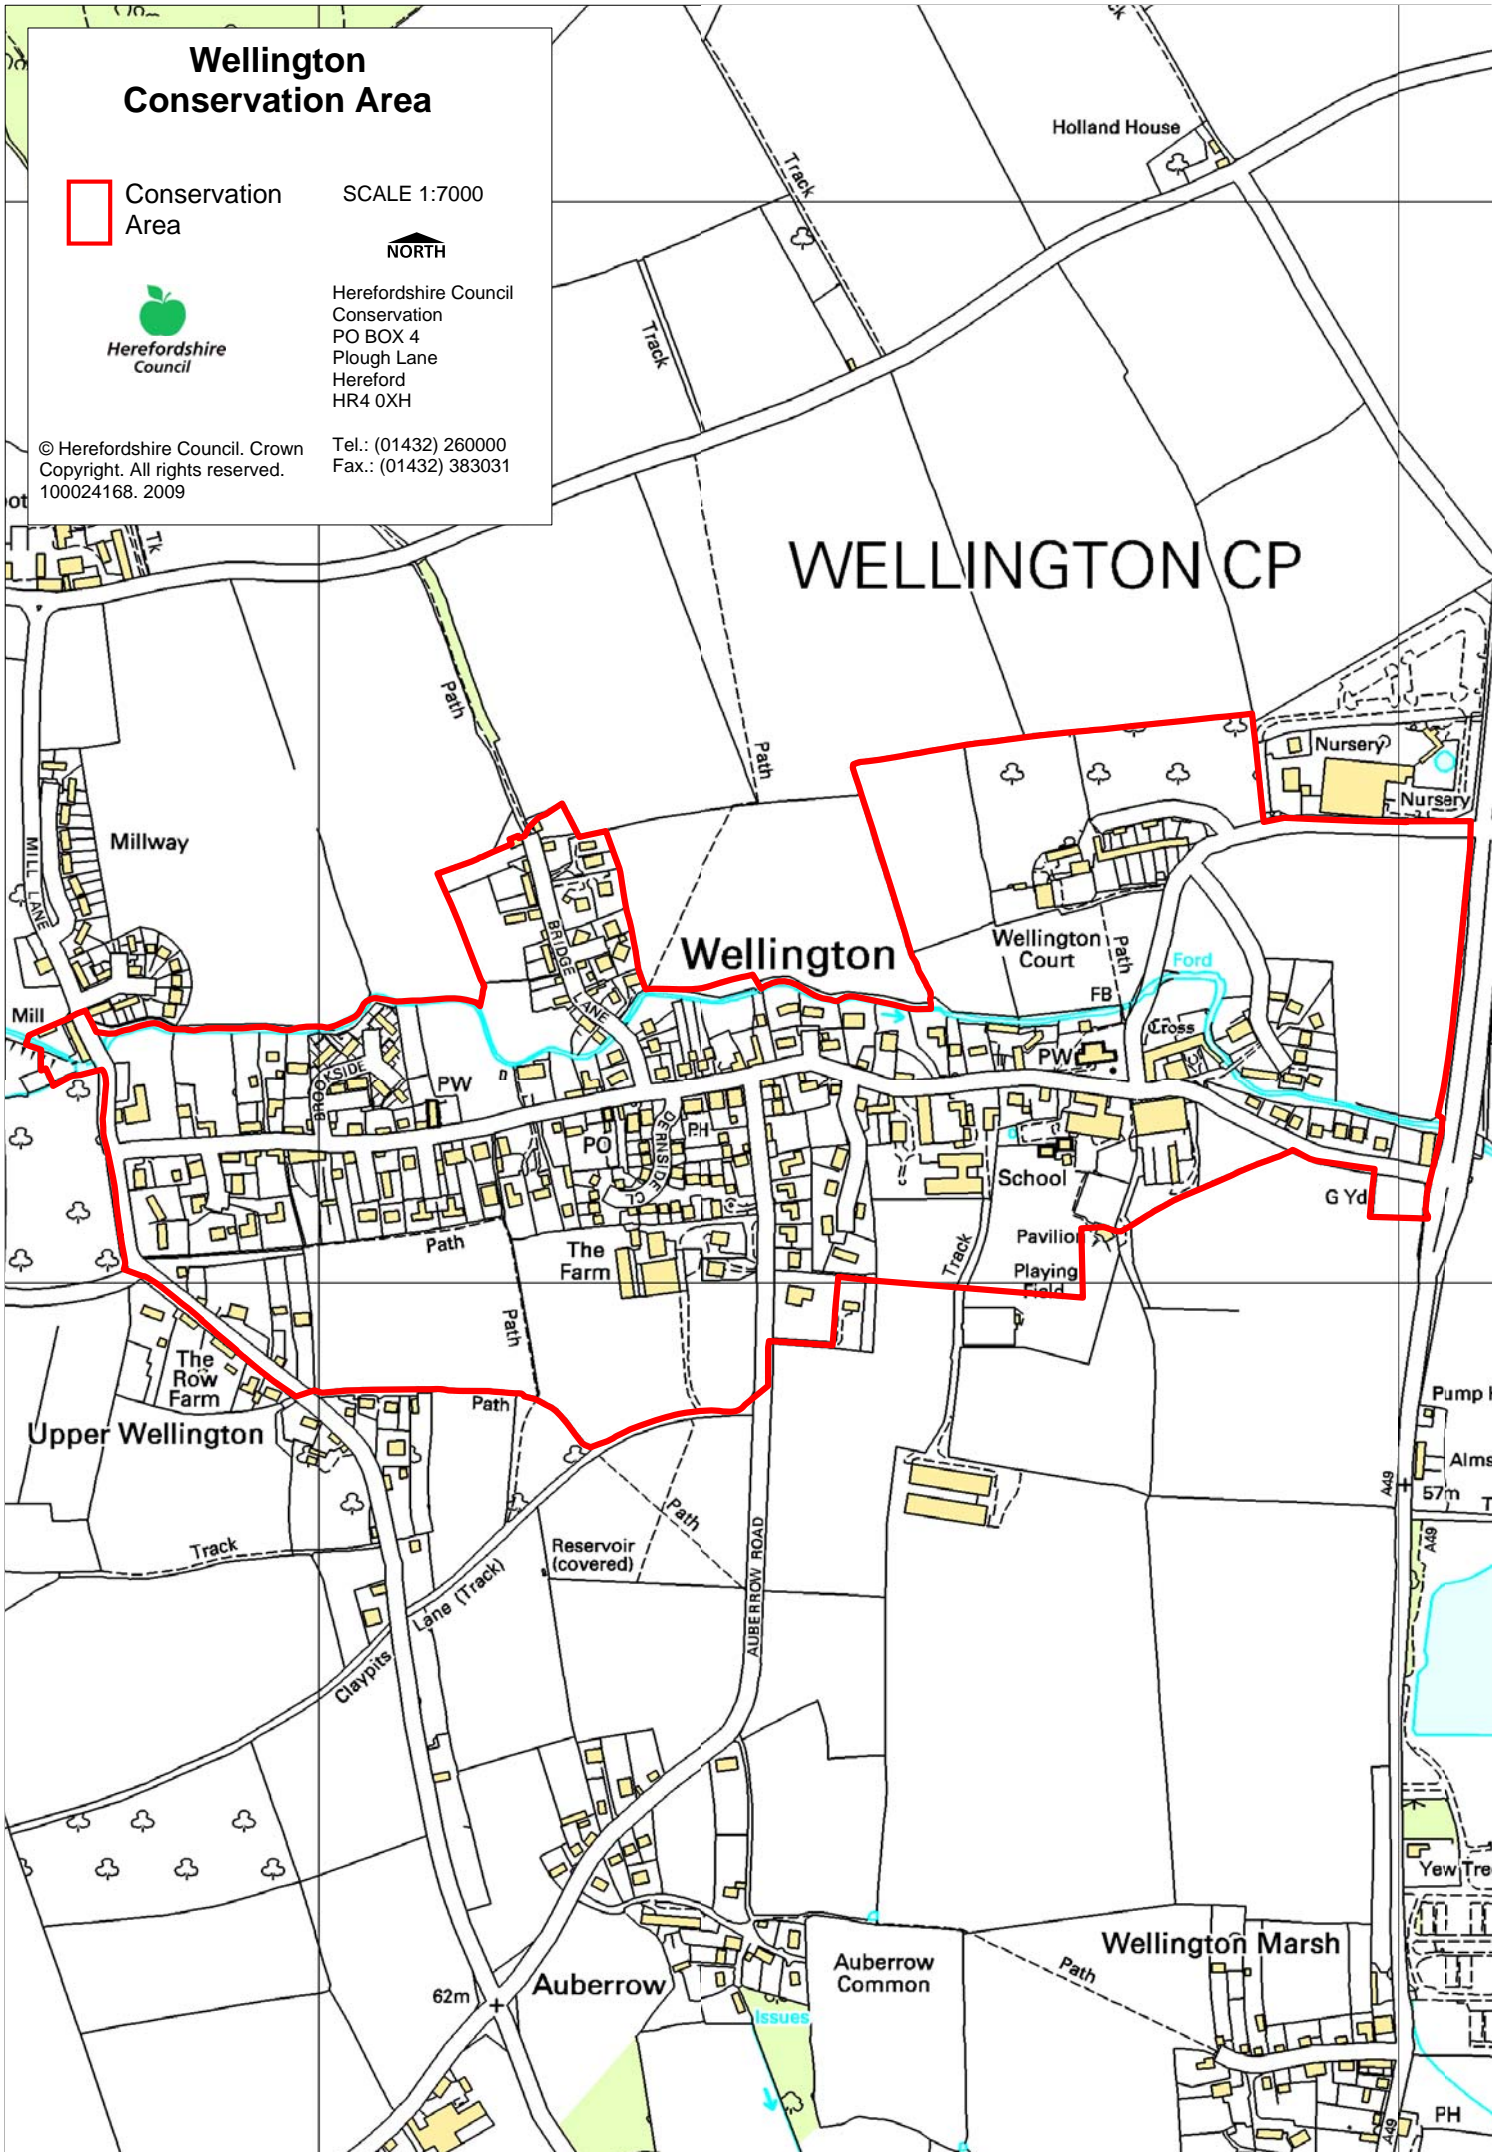 Wellington
Conservation Area
Conservation
Area
SCALE 1:7000
NORTH
Herefordshire
Council
Herefordshire Council
Conservation
PO BOX 4
Plough Lane
Hereford
HR4 0XH
Tel.: (01432) 260000
Fax.: (01432) 383031
© Herefordshire Council. Crown
Copyright. All rights reserved.
100024168. 2009
Holland House
Track
Track
Tk
WELLINGTON CP
Path
Path
Nursery
Nursery
MILL LANE
Millway
BRIDGE
LANE
Wellington
Wellington
Court
Path
Ford
FB
Mill
Cross
PW
BROOKSIDE
PW
PO
DERNSIDE CL
PH
School
G Yd
Path
The
Farm
Track
Pavilion
Playing
Field
Path
The
Row
Farm
Path
Upper Wellington
Pump
Alms
A49
57m
A49
Track
Reservoir
(covered)
Path
Lane (Track)
Claypits
AUBERROW ROAD
Yew Tre
Wellington Marsh
Path
Auberrow
Auberrow
Common
62m
Issues
A49
PH